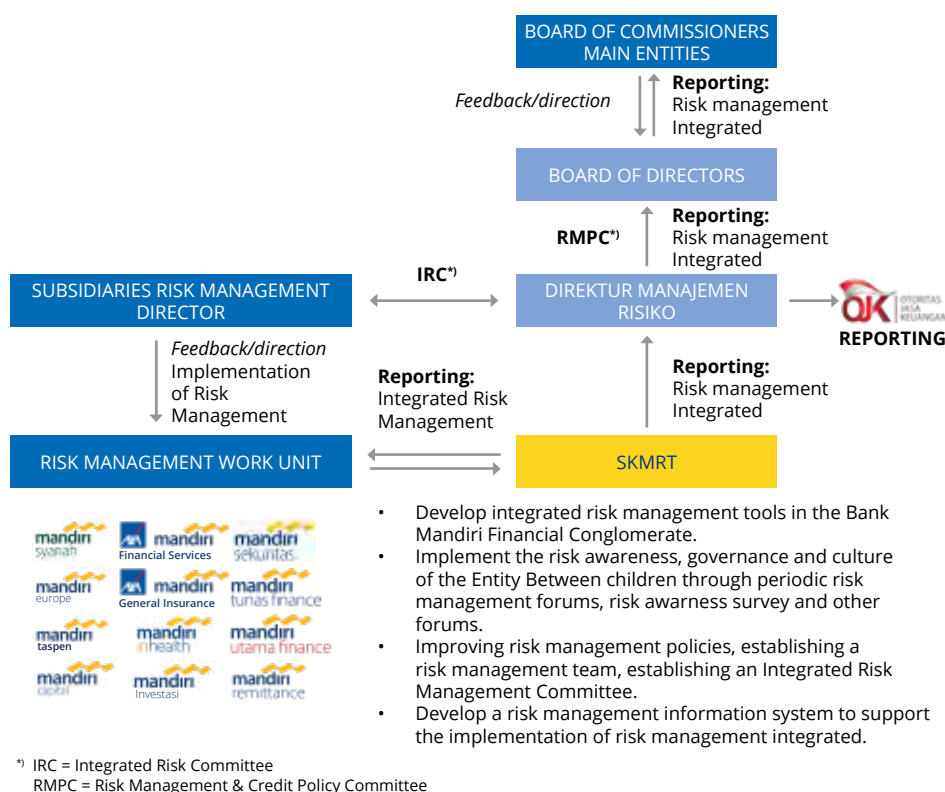 BOARD OF COMMISSIONERS
MAIN ENTITIES
Feedback/direction
Reporting:
Risk management
Integrated
BOARD OF DIRECTORS
RMPC*)
Reporting:
Risk management
Integrated
IRC*)
SUBSIDIARIES RISK MANAGEMENT
DIRECTOR
DIREKTUR MANAJEMEN
RISIKO
OJK OTORITAS
JASA
KEUANGAN
REPORTING
Feedback/direction
Implementation
of Risk
Management
Reporting:
Integrated Risk
Management
Reporting:
Risk management
Integrated
RISK MANAGEMENT WORK UNIT
SKMRT
mandiri
syariah
AXA mandiri
Financial Services
mandiri
sekuritas
mandiri
europe
AXA mandiri
General Insurance
mandiri
tunas finance
mandiri
taspen
mandiri
inhealth
mandiri
utama finance
mandiri
capital
mandiri
Investasi
mandiri
remittance
• Develop integrated risk management tools in the Bank
Mandiri Financial Conglomerate.
• Implement the risk awareness, governance and culture
of the Entity Between children through periodic risk
management forums, risk awarness survey and other
forums.
• Improving risk management policies, establishing a
risk management team, establishing an Integrated Risk
Management Committee.
• Develop a risk management information system to support
the implementation of risk management integrated.
*) IRC = Integrated Risk Committee
RMPC = Risk Management & Credit Policy Committee